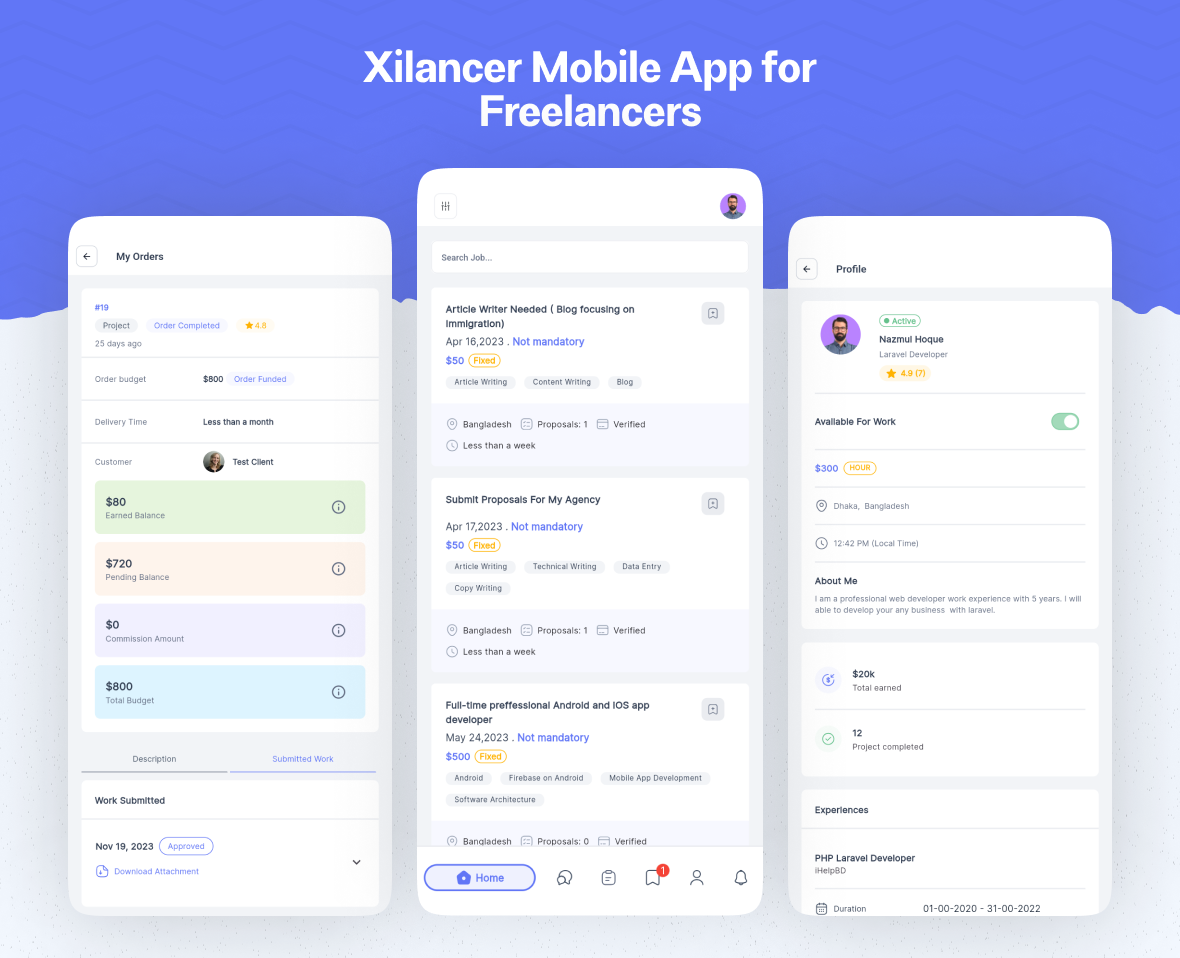 Xilancer Mobile App for
Freelancers
My Orders
#19
Project
Order Completed
4.8
25 days ago
Order budget
$800
Order Funded
Delivery Time
Less than a month
Customer
Test Client
$80
Earned Balance
$720
Pending Balance
$0
Commission Amount
$800
Total Budget
Description
Submitted Work
Work Submitted
Nov 19, 2023
Approved
Download Attachment
Search Job...
Article Writer Needed ( Blog focusing on
immigration)
Apr 16,2023 . Not mandatory
$50
Fixed
Article Writing
Content Writing
Blog
Bangladesh
Proposals: 1
Verified
Less than a week
Submit Proposals For My Agency
Apr 17,2023 . Not mandatory
$50
Fixed
Article Writing
Technical Writing
Data Entry
Copy Writing
Bangladesh
Proposals: 1
Verified
Less than a week
Full-time preffessional Android and IOS app
developer
May 24,2023 . Not mandatory
$500
Fixed
Android
Firebase on Android
Mobile App Development
Software Architecture
Bangladesh
Proposals: 0
Verified
Home
1
Profile
Active
Nazmul Hoque
Laravel Developer
4.9 (7)
Available For Work
$300
HOUR
Dhaka, Bangladesh
12:42 PM (Local Time)
About Me
I am a professional web developer work experience with 5 years. I will
able to develop your any business with laravel.
$20k
Total earned
12
Project completed
Experiences
PHP Laravel Developer
iHelpBD
Duration
01-00-2020 - 31-00-2022